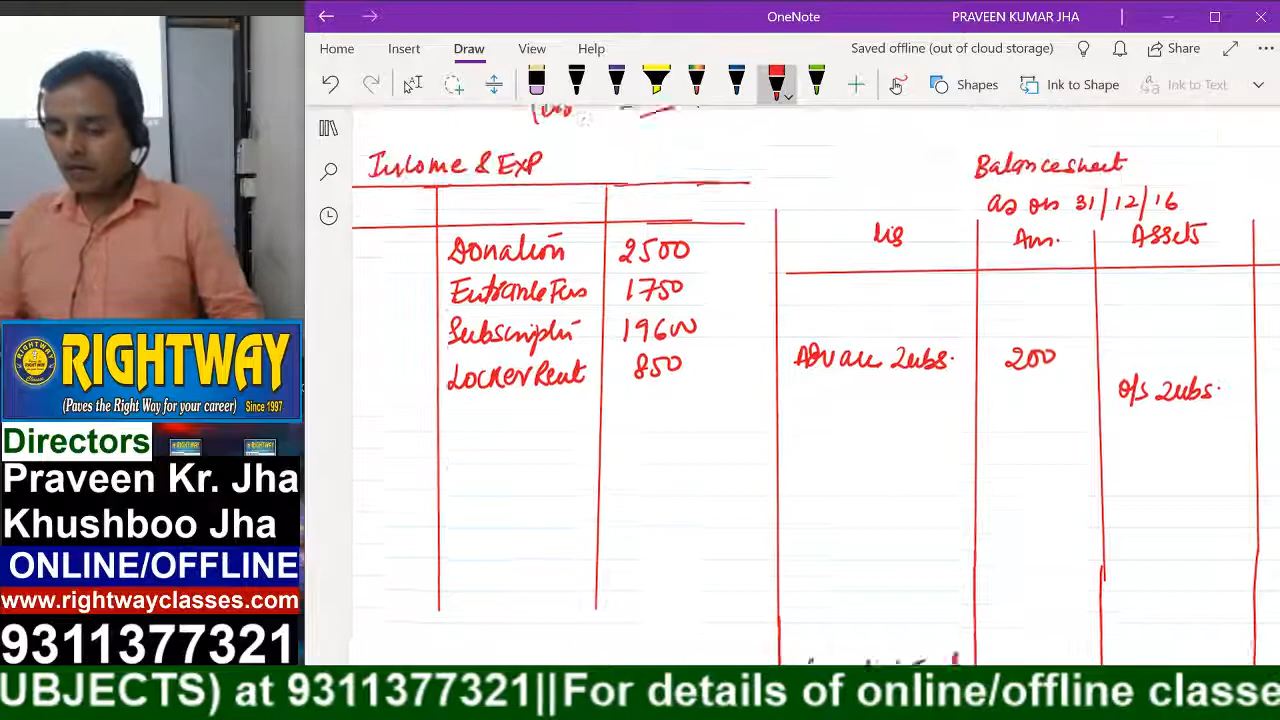 OneNote
PRAVEEN KUMAR JHA
Home Insert Draw View Help
Saved offline (out of cloud storage)
Share
Shapes
Ink to Shape
Ink to Text
Income & Exp
Donation 2500
Entrance Fees 1750
Subscription 19600
Locker Rent 850
Balance sheet
As on 31/12/16
Am. Assets
Advance Subs. 200
o/s Subs.
RIGHTWAY
(Paves the Right Way for your career) Since 1997
Directors
Praveen Kr. Jha
Khushboo Jha
ONLINE/OFFLINE
www.rightwayclasses.com
9311377321
UBJECTS) at 9311377321||For details of online/offline classe